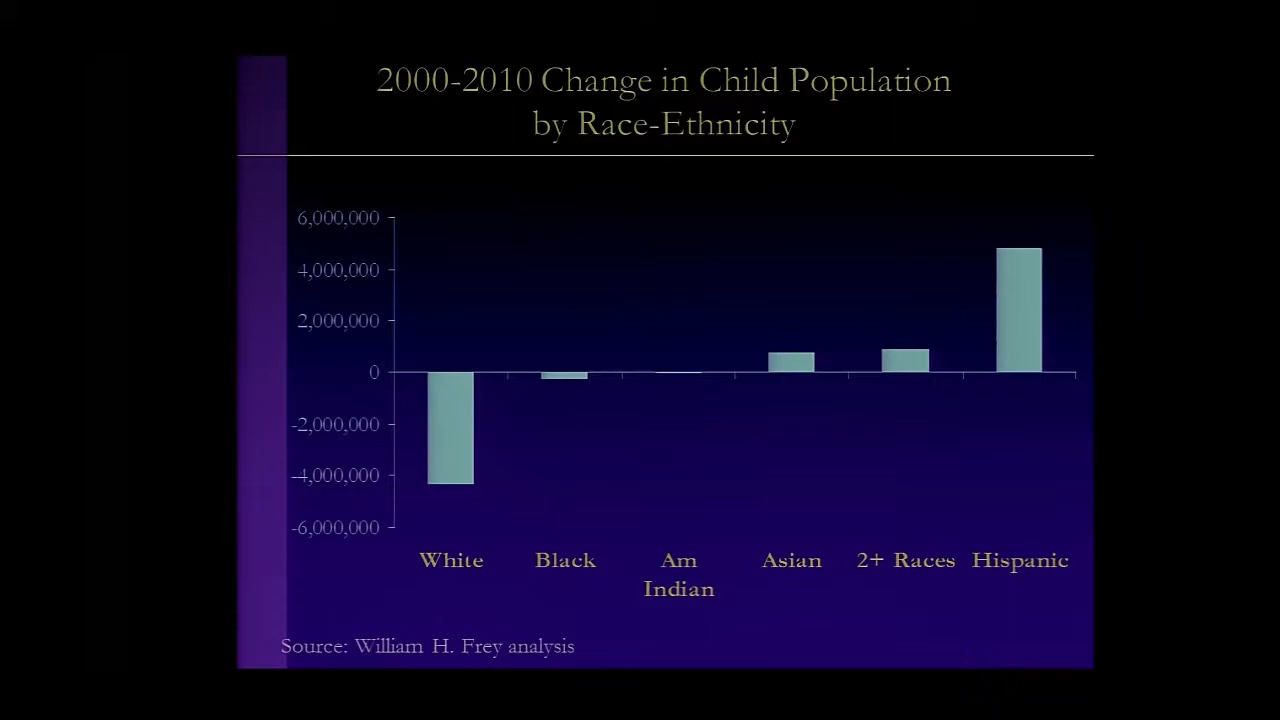 2000-2010 Change in Child Population
by Race-Ethnicity
6,000,000
4,000,000
2,000,000
0
-2,000,000
-4,000,000
-6,000,000
White Black Am Indian Asian 2+ Races Hispanic
Source: William H. Frey analysis